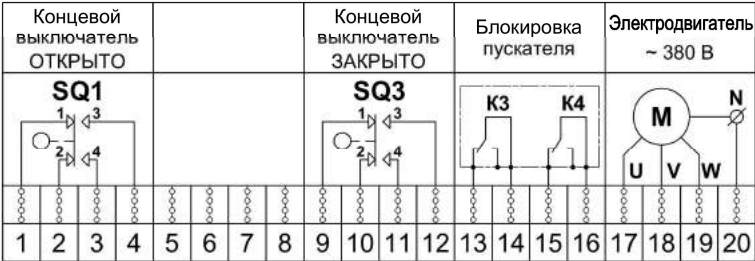 Концевой
выключатель
ОТКРЫТО
Концевой
выключатель
ЗАКРЫТО
Блокировка
пускателя
Электродвигатель
~ 380 В
SQ1
1 3
2 4
SQ3
1 3
2 4
К3 К4
M
N
U V W
1 2 3 4 5 6 7 8 9 10 11 12 13 14 15 16 17 18 19 20